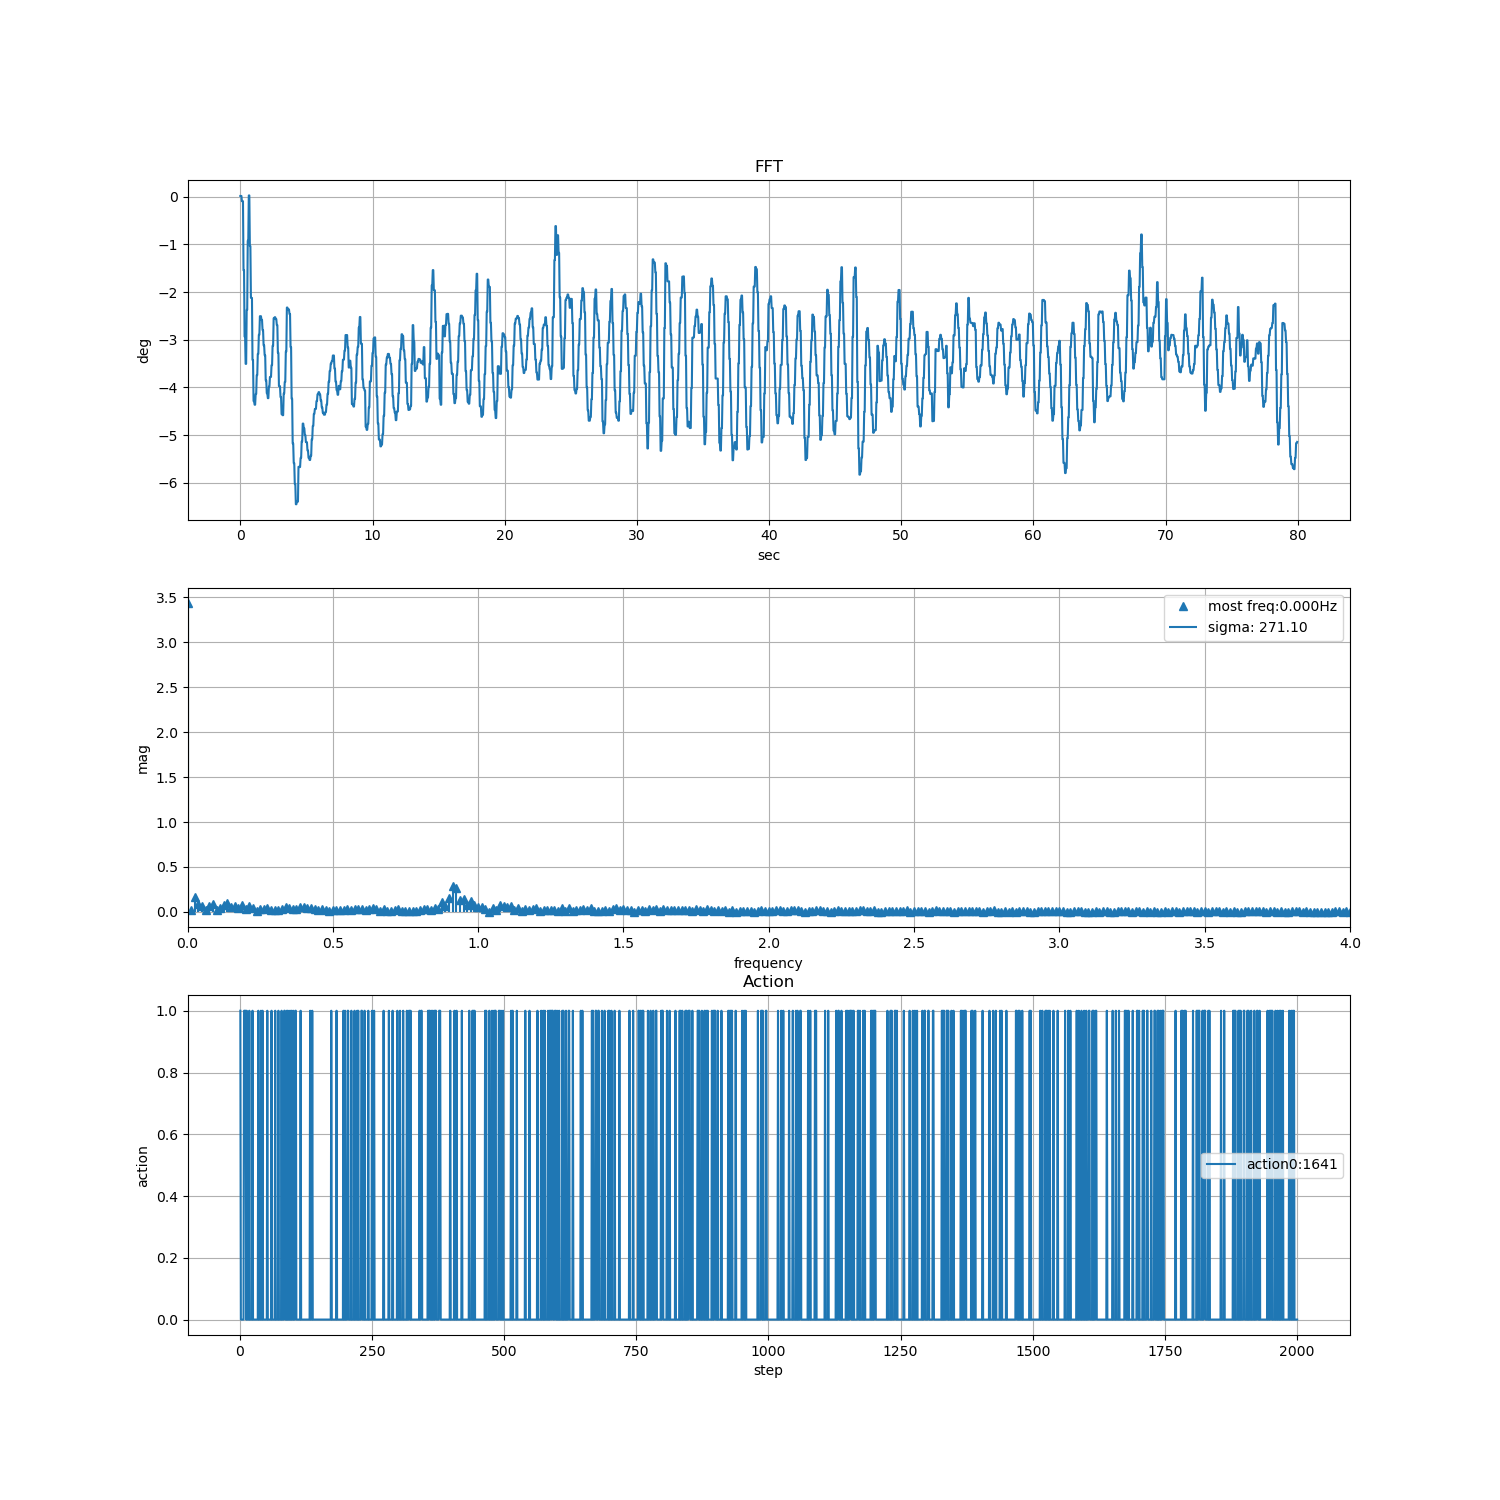 FFT
0
−1
−2
−3
−4
−5
−6
deg
0 10 20 30 40 50 60 70 80
sec
3.5
3.0
2.5
2.0
1.5
1.0
0.5
0.0
mag
most freq:0.000Hz
sigma: 271.10
0.0 0.5 1.0 1.5 2.0 2.5 3.0 3.5 4.0
frequency
Action
1.0
0.8
0.6
0.4
0.2
0.0
action
action0:1641
0 250 500 750 1000 1250 1500 1750 2000
step